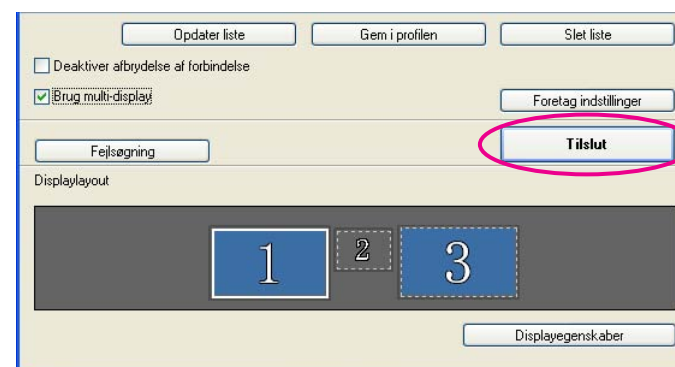 Opdater liste Gem i profilen Slet liste
Deaktiver afbrydelse af forbindelse
Brug multi-display
Foretag indstillinger
Fejlsøgning Tilslut
Displaylayout
1 2 3
Displayegenskaber